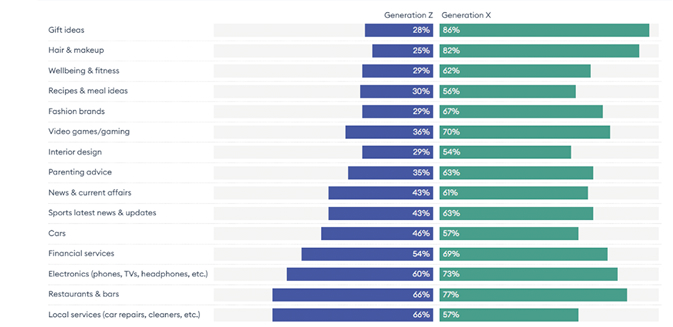 Generation Z Generation X
Gift ideas 28% 86%
Hair & makeup 25% 82%
Wellbeing & fitness 29% 62%
Recipes & meal ideas 30% 56%
Fashion brands 29% 67%
Video games/gaming 36% 70%
Interior design 29% 54%
Parenting advice 35% 63%
News & current affairs 43% 61%
Sports latest news & updates 43% 63%
Cars 46% 57%
Financial services 54% 69%
Electronics (phones, TVs, headphones, etc.) 60% 73%
Restaurants & bars 66% 77%
Local services (car repairs, cleaners, etc.) 66% 57%